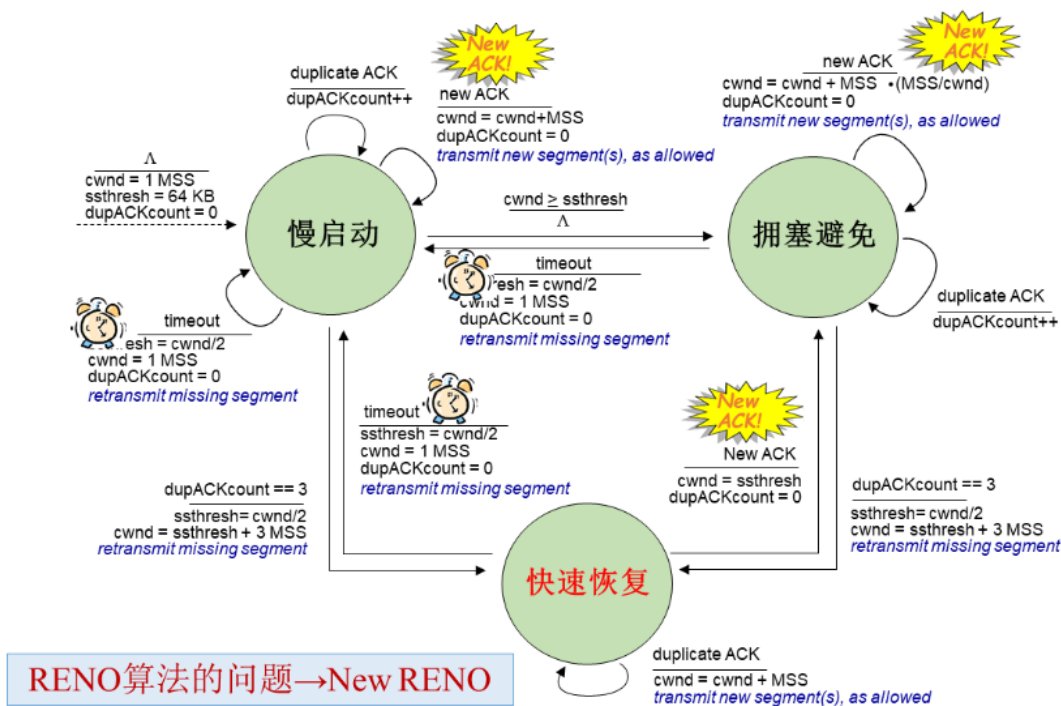 duplicate ACK
dupACKcount++
New
ACK!
new ACK
cwnd = cwnd+MSS
dupACKcount = 0
transmit new segment(s), as allowed
New
ACK!
new ACK
cwnd = cwnd + MSS •(MSS/cwnd)
dupACKcount = 0
transmit new segment(s), as allowed
Λ
cwnd = 1 MSS
ssthresh = 64 KB
dupACKcount = 0
慢启动
cwnd ≥ ssthresh
Λ
拥塞避免
timeout
resh = cwnd/2
cwnd = 1 MSS
dupACKcount = 0
retransmit missing segment
timeout
resh = cwnd/2
cwnd = 1 MSS
dupACKcount = 0
retransmit missing segment
duplicate ACK
dupACKcount++
timeout
ssthresh = cwnd/2
cwnd = 1 MSS
dupACKcount = 0
retransmit missing segment
New
ACK!
New ACK
cwnd = ssthresh
dupACKcount = 0
dupACKcount == 3
ssthresh= cwnd/2
cwnd = ssthresh + 3 MSS
retransmit missing segment
dupACKcount == 3
ssthresh= cwnd/2
cwnd = ssthresh + 3 MSS
retransmit missing segment
快速恢复
duplicate ACK
cwnd = cwnd + MSS
transmit new segment(s), as allowed
RENO算法的问题→New RENO